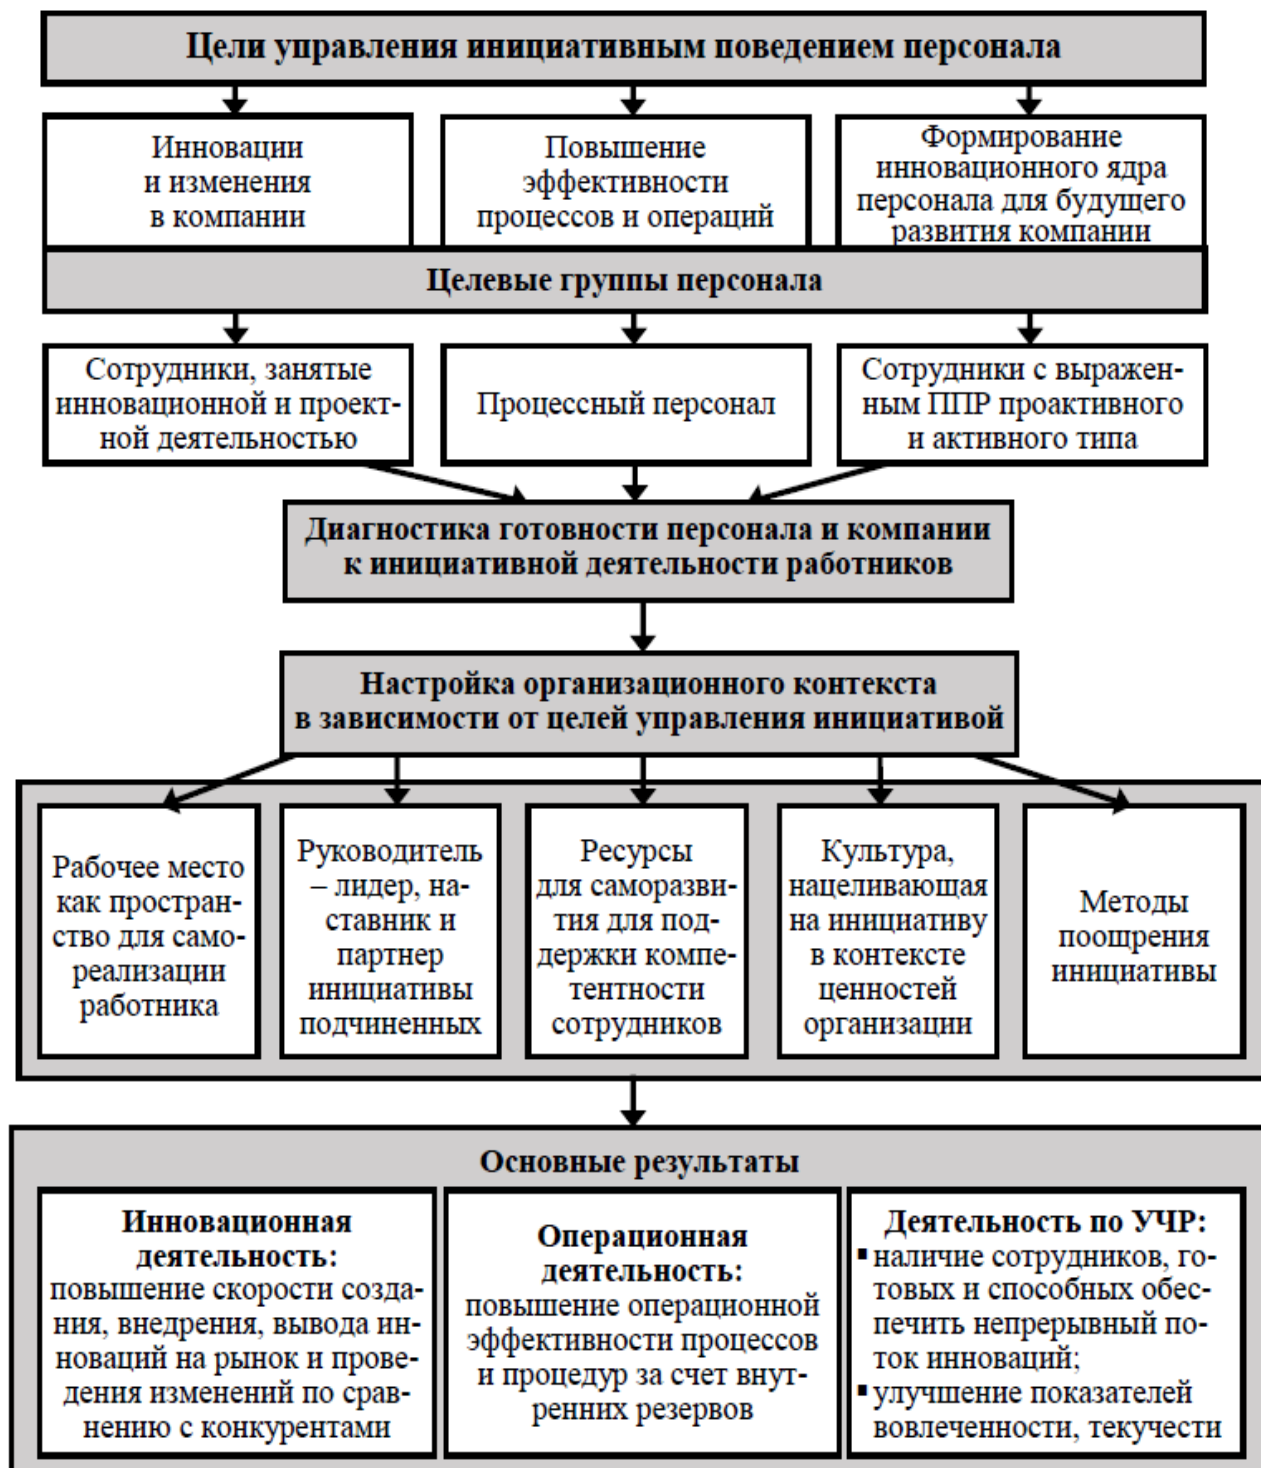 Цели управления инициативным поведением персонала
Инновации
и изменения
в компании
Повышение
эффективности
процессов и операций
Формирование
инновационного ядра
персонала для будущего
развития компании
Целевые группы персонала
Сотрудники, занятые
инновационной и проект-
ной деятельностью
Процессный персонал
Сотрудники с выражен-
ным ППР проактивного
и активного типа
Диагностика готовности персонала и компании
к инициативной деятельности работников
Настройка организационного контекста
в зависимости от целей управления инициативой
Рабочее место
как простран-
ство для само-
реализации
работника
Руководитель
– лидер, на-
ставник и
партнер
инициативы
подчиненных
Ресурсы
для саморазви-
тия для под-
держки компе-
тентности
сотрудников
Культура,
нацеливающая
на инициативу
в контексте
ценностей
организации
Методы
поощрения
инициативы
Основные результаты
Инновационная
деятельность:
повышение скорости созда-
ния, внедрения, вывода ин-
новаций на рынок и прове-
дения изменений по срав-
нению с конкурентами
Операционная
деятельность:
повышение операционной
эффективности процессов
и процедур за счет внут-
ренних резервов
Деятельность по УЧР:
▪ наличие сотрудников, го-
товых и способных обес-
печить непрерывный по-
ток инноваций;
▪ улучшение показателей
вовлеченности, текучести